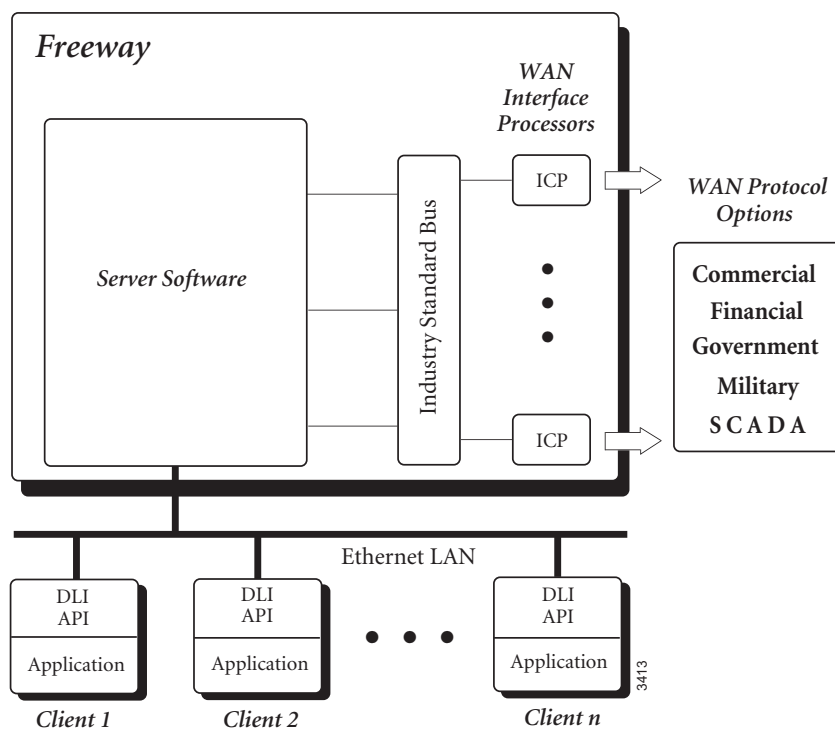 Freeway
WAN
Interface
Processors
Server Software
Industry Standard Bus
ICP
ICP
WAN Protocol
Options
Commercial
Financial
Government
Military
SCADA
Ethernet LAN
DLI
API
Application
Client 1
DLI
API
Application
Client 2
DLI
API
Application
Client n
3413